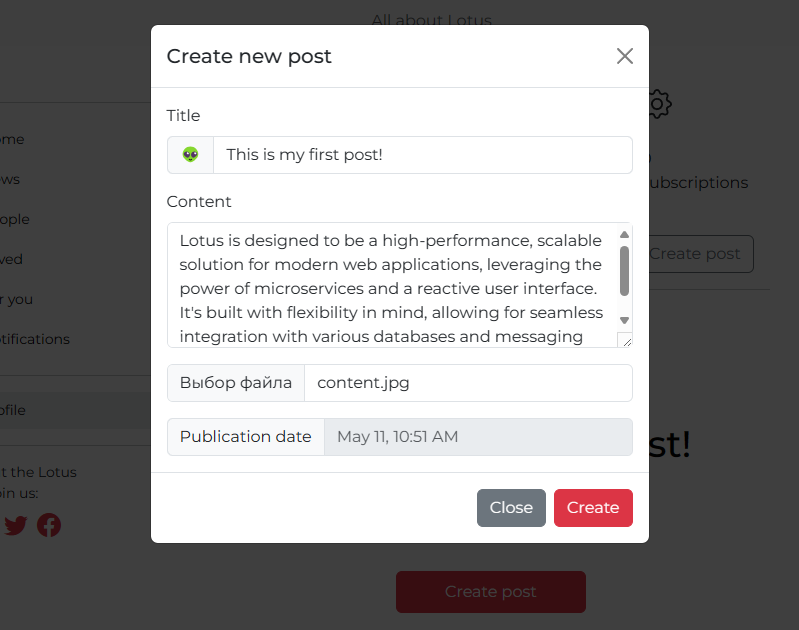 All about Lotus
Create new post
Title
This is my first post!
Content
Lotus is designed to be a high-performance, scalable
solution for modern web applications, leveraging the
power of microservices and a reactive user interface.
It's built with flexibility in mind, allowing for seamless
integration with various databases and messaging
Выбор файла content.jpg
Publication date May 11, 10:51 AM
Close Create
ome
ews
ople
ved
r you
tifications
ofile
t the Lotus
oin us:
ubscriptions
Create post
st!
Create post